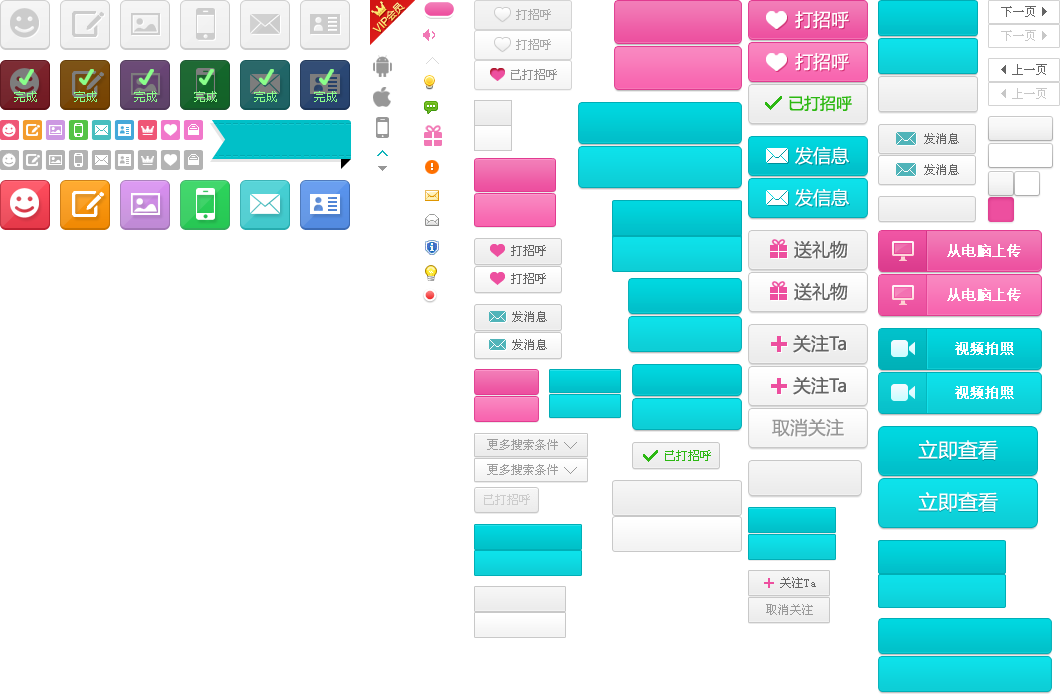 VIP会员
完成
完成
完成
完成
完成
完成
打招呼
打招呼
已打招呼
打招呼
打招呼
发消息
发消息
更多搜索条件
更多搜索条件
已打招呼
已打招呼
打招呼
打招呼
已打招呼
发信息
发信息
送礼物
送礼物
关注Ta
关注Ta
取消关注
关注Ta
取消关注
发消息
发消息
从电脑上传
从电脑上传
视频拍照
视频拍照
立即查看
立即查看
下一页
下一页
上一页
上一页